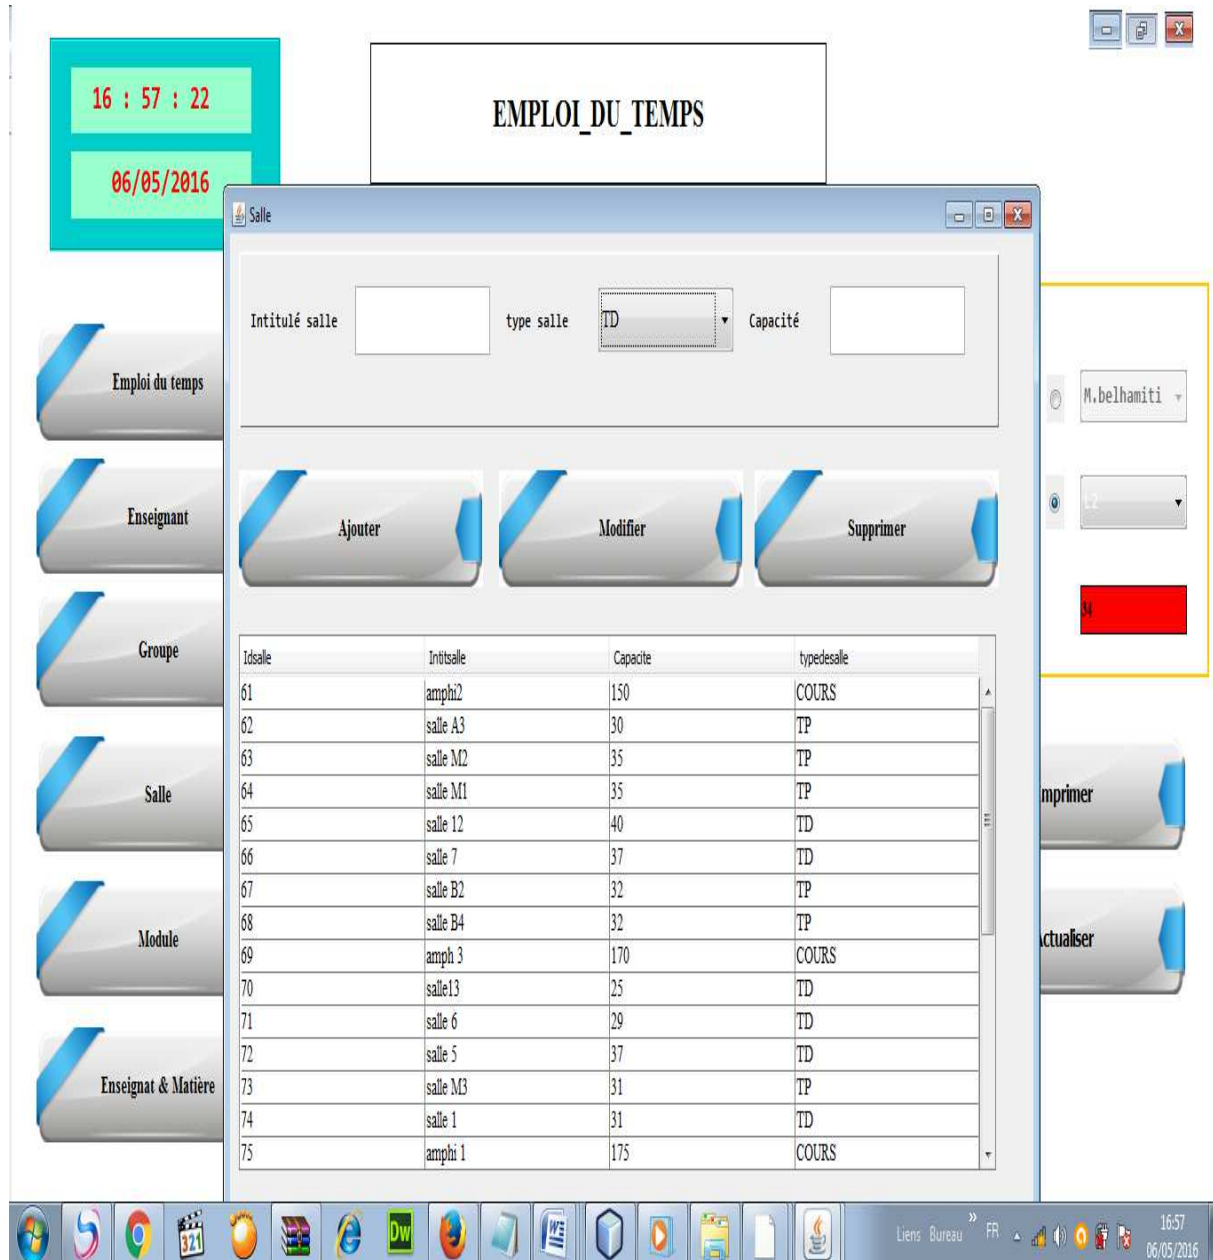 16 : 57 : 22
06/05/2016
EMPLOI_DU_TEMPS
Salle
Intitulé salle
type salle
TD
Capacité
Emploi du temps
Enseignant
Groupe
Salle
Module
Enseignat & Matière
Ajouter
Modifier
Supprimer
M.belhamiti
L2
34
Actualiser
Idsalle Intitsalle Capacite typedesalle
61 amphi2 150 COURS
62 salle A3 30 TP
63 salle M2 35 TP
64 salle M1 35 TP
65 salle 12 40 TD
66 salle 7 37 TD
67 salle B2 32 TP
68 salle B4 32 TP
69 amph 3 170 COURS
70 salle13 25 TD
71 salle 6 29 TD
72 salle 5 37 TD
73 salle M3 31 TP
74 salle 1 31 TD
75 amphi 1 175 COURS
mprimer
321
Dw
Liens Bureau » FR
16:57
06/05/2016